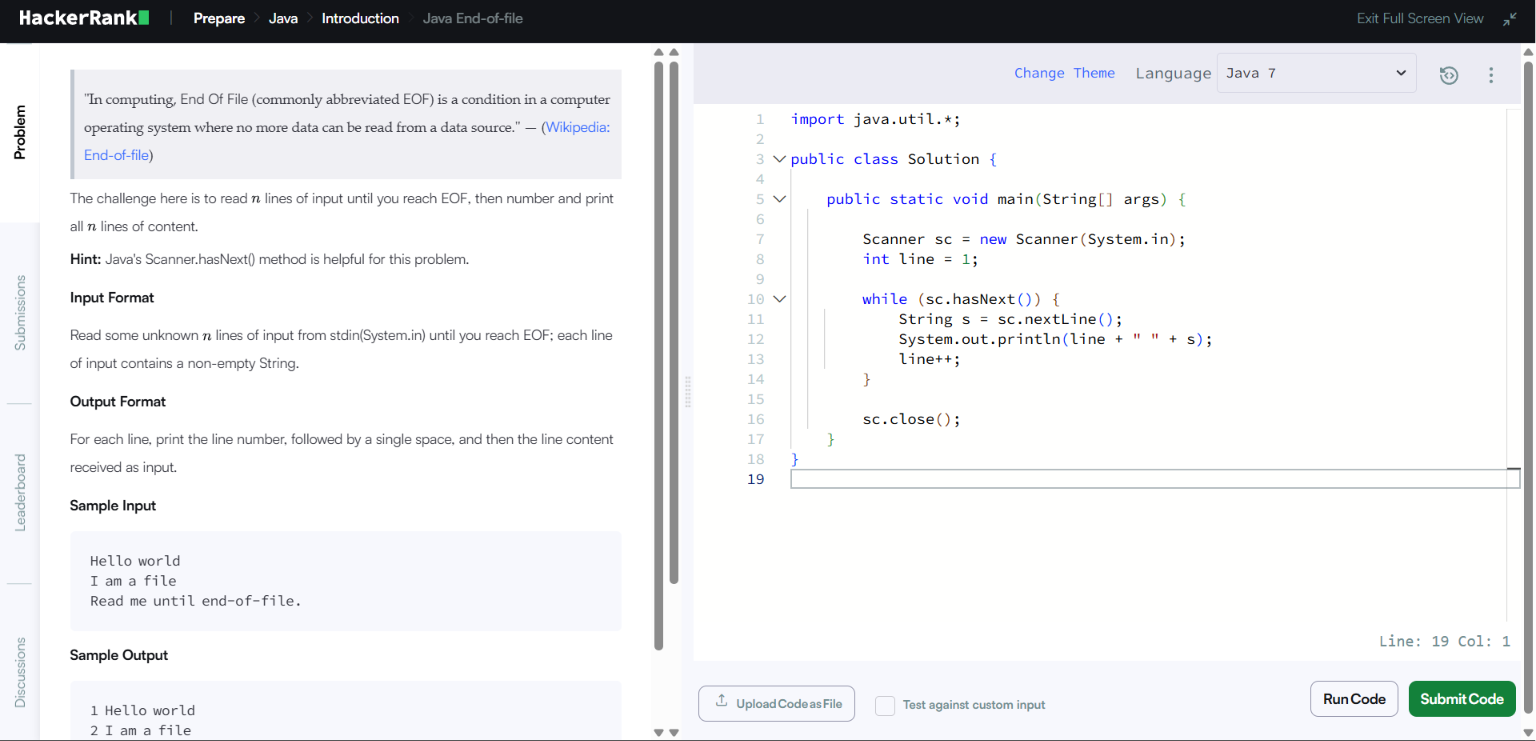 HackerRank | Prepare > Java > Introduction > Java End-of-file
Exit Full Screen View
Problem
Submissions
Leaderboard
Discussions
"In computing, End Of File (commonly abbreviated EOF) is a condition in a computer
operating system where no more data can be read from a data source." — (Wikipedia:
End-of-file)
The challenge here is to read n lines of input until you reach EOF, then number and print
all n lines of content.
Hint: Java's Scanner.hasNext() method is helpful for this problem.
Input Format
Read some unknown n lines of input from stdin(System.in) until you reach EOF; each line
of input contains a non-empty String.
Output Format
For each line, print the line number, followed by a single space, and then the line content
received as input.
Sample Input
Hello world
I am a file
Read me until end-of-file.
Sample Output
1 Hello world
2 I am a file
Change Theme Language Java 7
1 import java.util.*;
2
3 public class Solution {
4
5     public static void main(String[] args) {
6
7         Scanner sc = new Scanner(System.in);
8         int line = 1;
9
10         while (sc.hasNext()) {
11             String s = sc.nextLine();
12             System.out.println(line + " " + s);
13             line++;
14         }
15
16         sc.close();
17     }
18 }
19
Line: 19 Col: 1
Upload Code as File
Test against custom input
Run Code
Submit Code